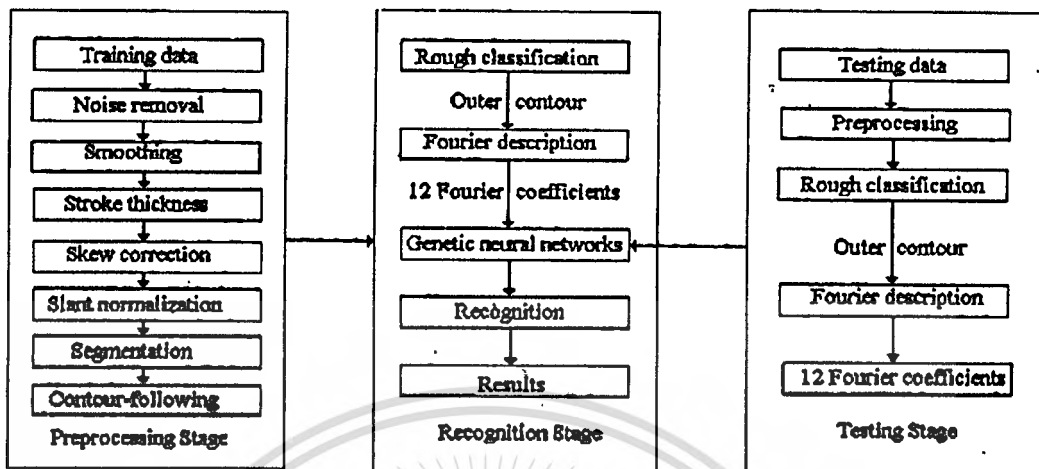 Training data
Noise removal
Smoothing
Stroke thickness
Skew correction
Slant normalization
Segmentation
Contour-following
Preprocessing Stage
Rough classification
Outer contour
Fourier description
12 Fourier coefficients
Genetic neural networks
Recognition
Results
Recognition Stage
Testing data
Preprocessing
Rough classification
Outer contour
Fourier description
12 Fourier coefficients
Testing Stage